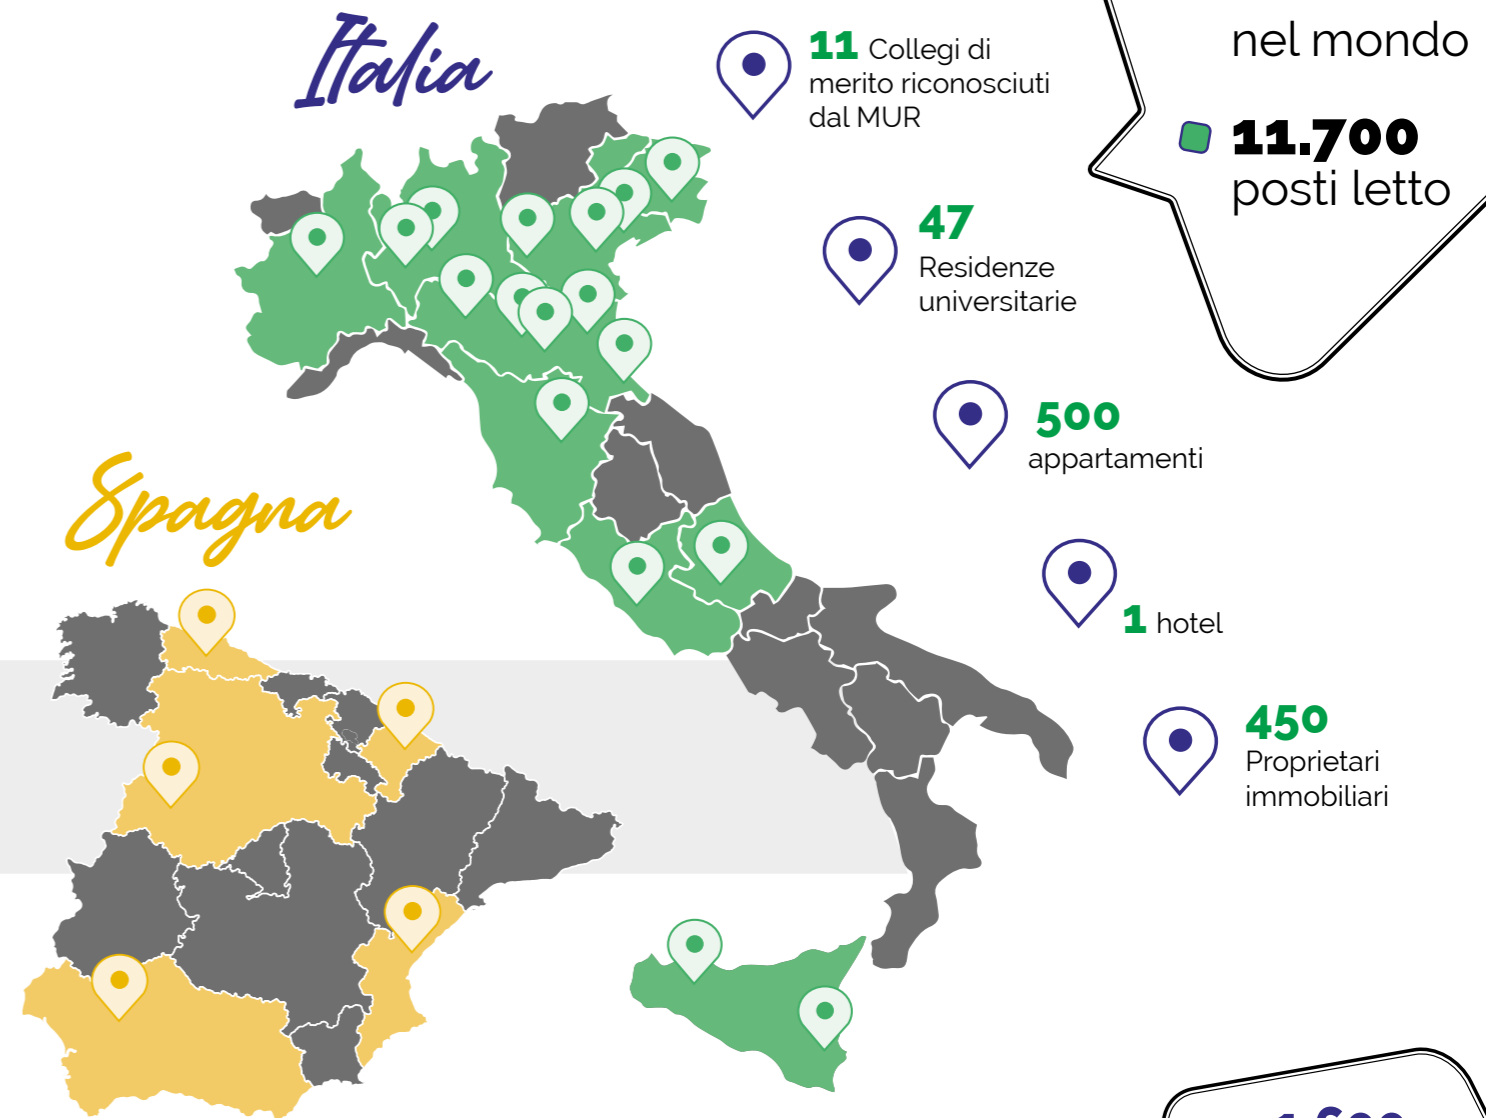 Italia
11 Collegi di
merito riconosciuti
dal MUR
nel mondo
11.700
posti letto
47
Residenze
universitarie
500
appartamenti
Spagna
1 hotel
450
Proprietari
immobiliari